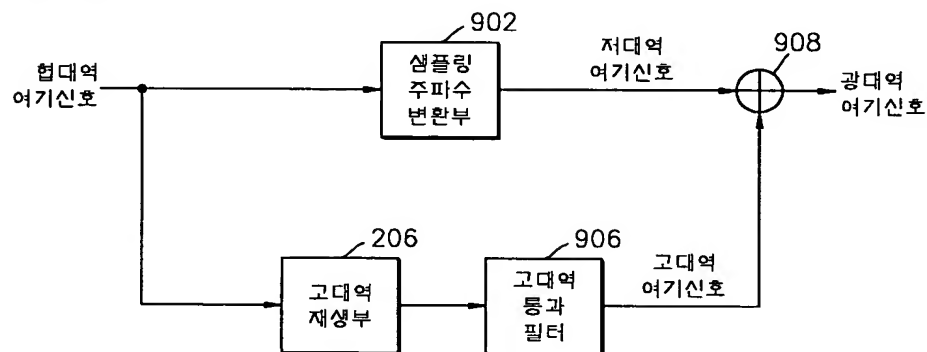 902
샘플링
주파수
변환부
협대역
여기신호
저대역
여기신호
908
광대역
여기신호
206
고대역
재생부
906
고대역
통과
필터
고대역
여기신호